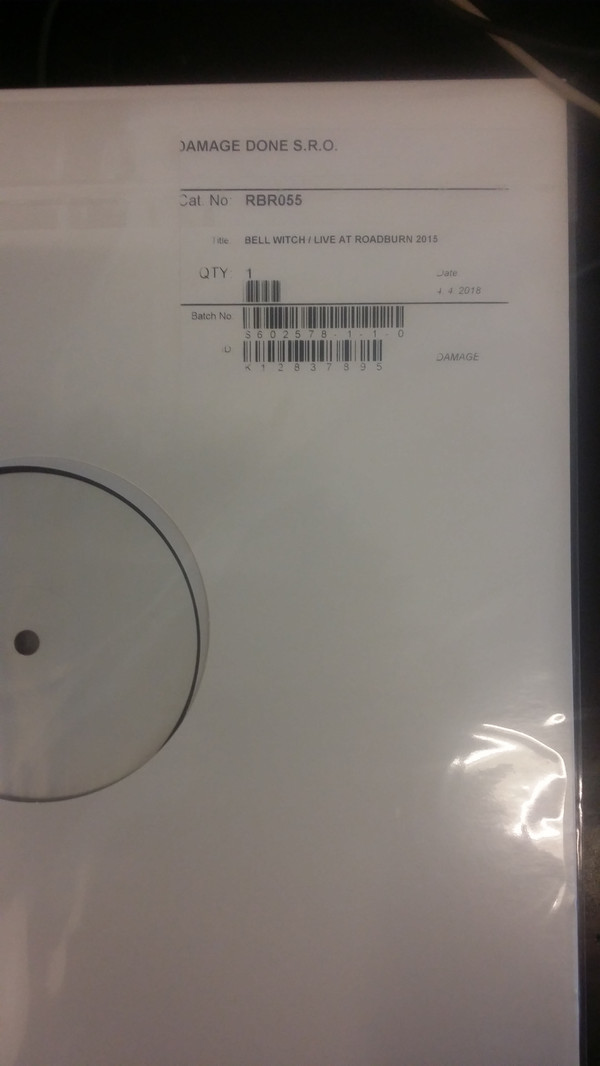 DAMAGE DONE S.R.O.
Cat. No: RBR055
Title: BELL WITCH / LIVE AT ROADBURN 2015
QTY: 1
Date:
4. 4. 2018
Batch No.
S602578-1-1-0
ID:
K12837895
DAMAGE